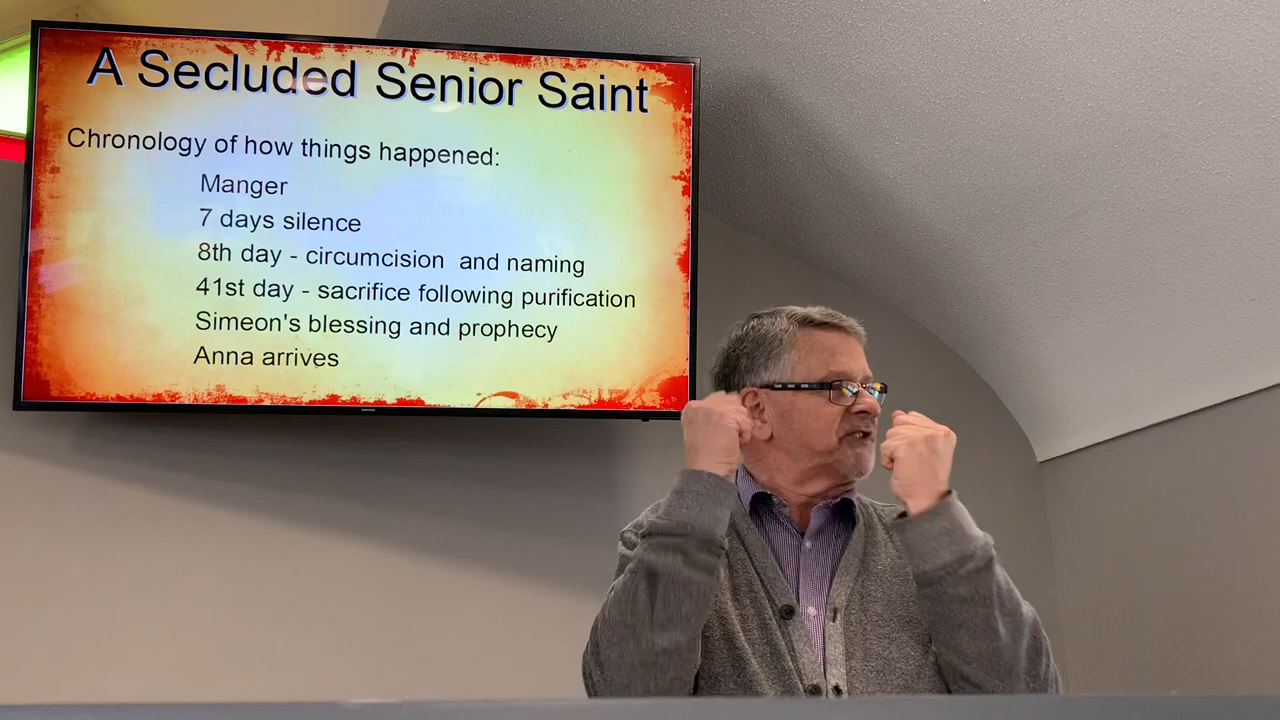 A Secluded Senior Saint
Chronology of how things happened:
Manger
7 days silence
8th day - circumcision and naming
41st day - sacrifice following purification
Simeon's blessing and prophecy
Anna arrives
SAMSUNG